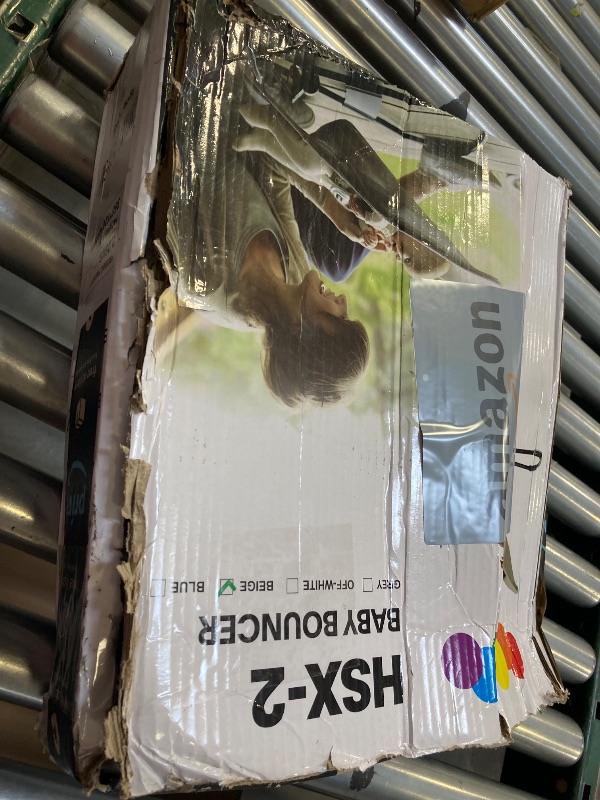 HSX-2
BABY BOUNCER
GREY
OFF-WHITE
BEIGE
BLUE
amazon